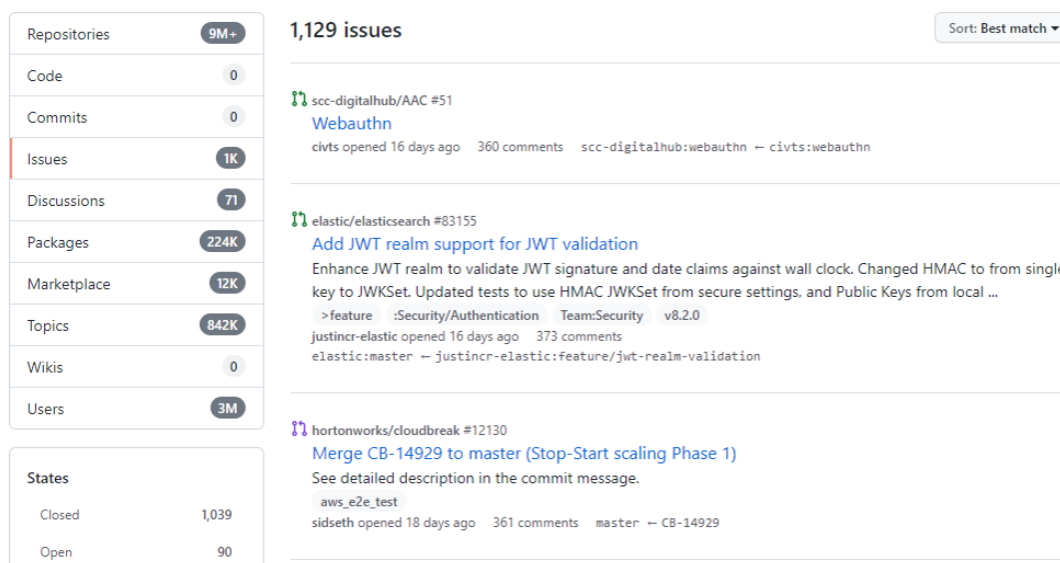 Repositories 9M+
Code 0
Commits 0
Issues 1K
Discussions 71
Packages 224K
Marketplace 12K
Topics 842K
Wikis 0
Users 3M
States
Closed 1,039
Open 90
1,129 issues
Sort: Best match
scc-digitalhub/AAC #51
Webauthn
civts opened 16 days ago 360 comments scc-digitalhub:webauthn ← civts:webauthn
elastic/elasticsearch #83155
Add JWT realm support for JWT validation
Enhance JWT realm to validate JWT signature and date claims against wall clock. Changed HMAC to from single
key to JWKSet. Updated tests to use HMAC JWKSet from secure settings, and Public Keys from local ...
>feature :Security/Authentication Team:Security v8.2.0
justincr-elastic opened 16 days ago 373 comments
elastic:master ← justincr-elastic:feature/jwt-realm-validation
hortonworks/cloudbreak #12130
Merge CB-14929 to master (Stop-Start scaling Phase 1)
See detailed description in the commit message.
aws_e2e_test
sidseth opened 18 days ago 361 comments master ← CB-14929